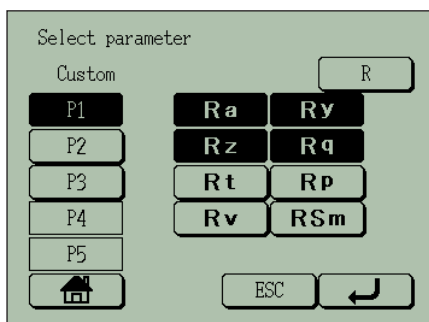 Select parameter
Custom R
P1 Ra Ry
P2 Rz Rq
P3 Rt Rp
P4 Rv RSm
P5
ESC